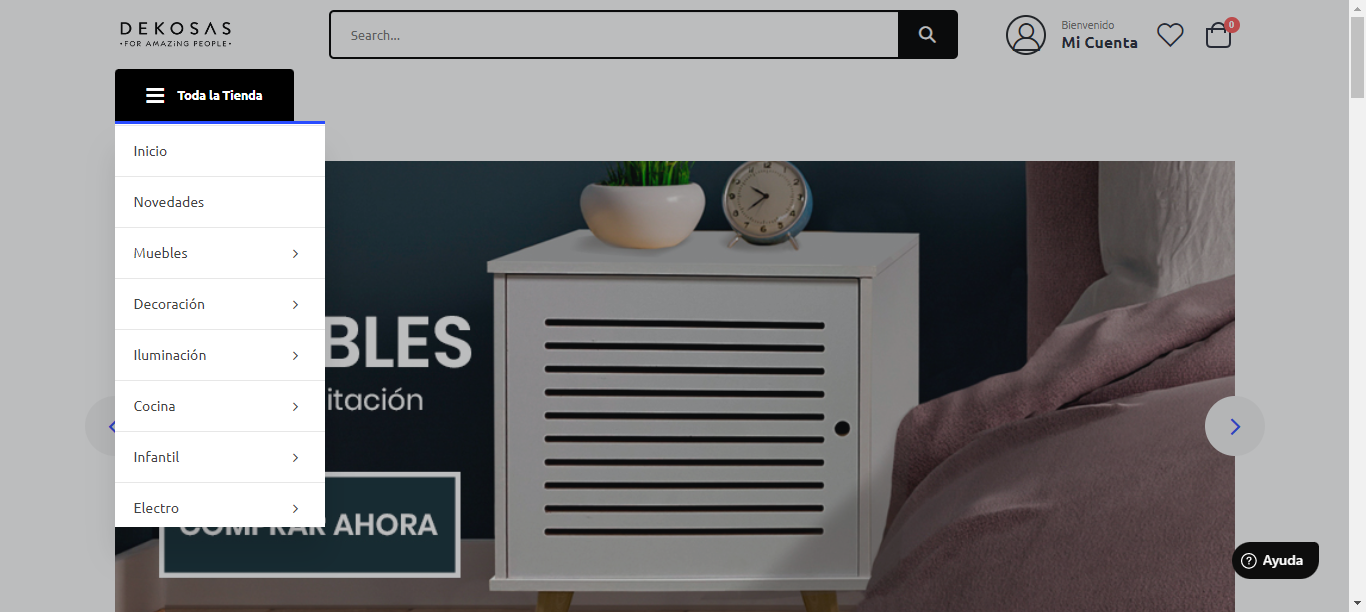 DEKOSAS
•FOR AMAZING PEOPLE•
Search...
Bienvenido
Mi Cuenta
0
Toda la Tienda
Inicio
Novedades
Muebles
Decoración
Iluminación
Cocina
Infantil
Electro
BLES
itación
COMPRAR AHORA
? Ayuda